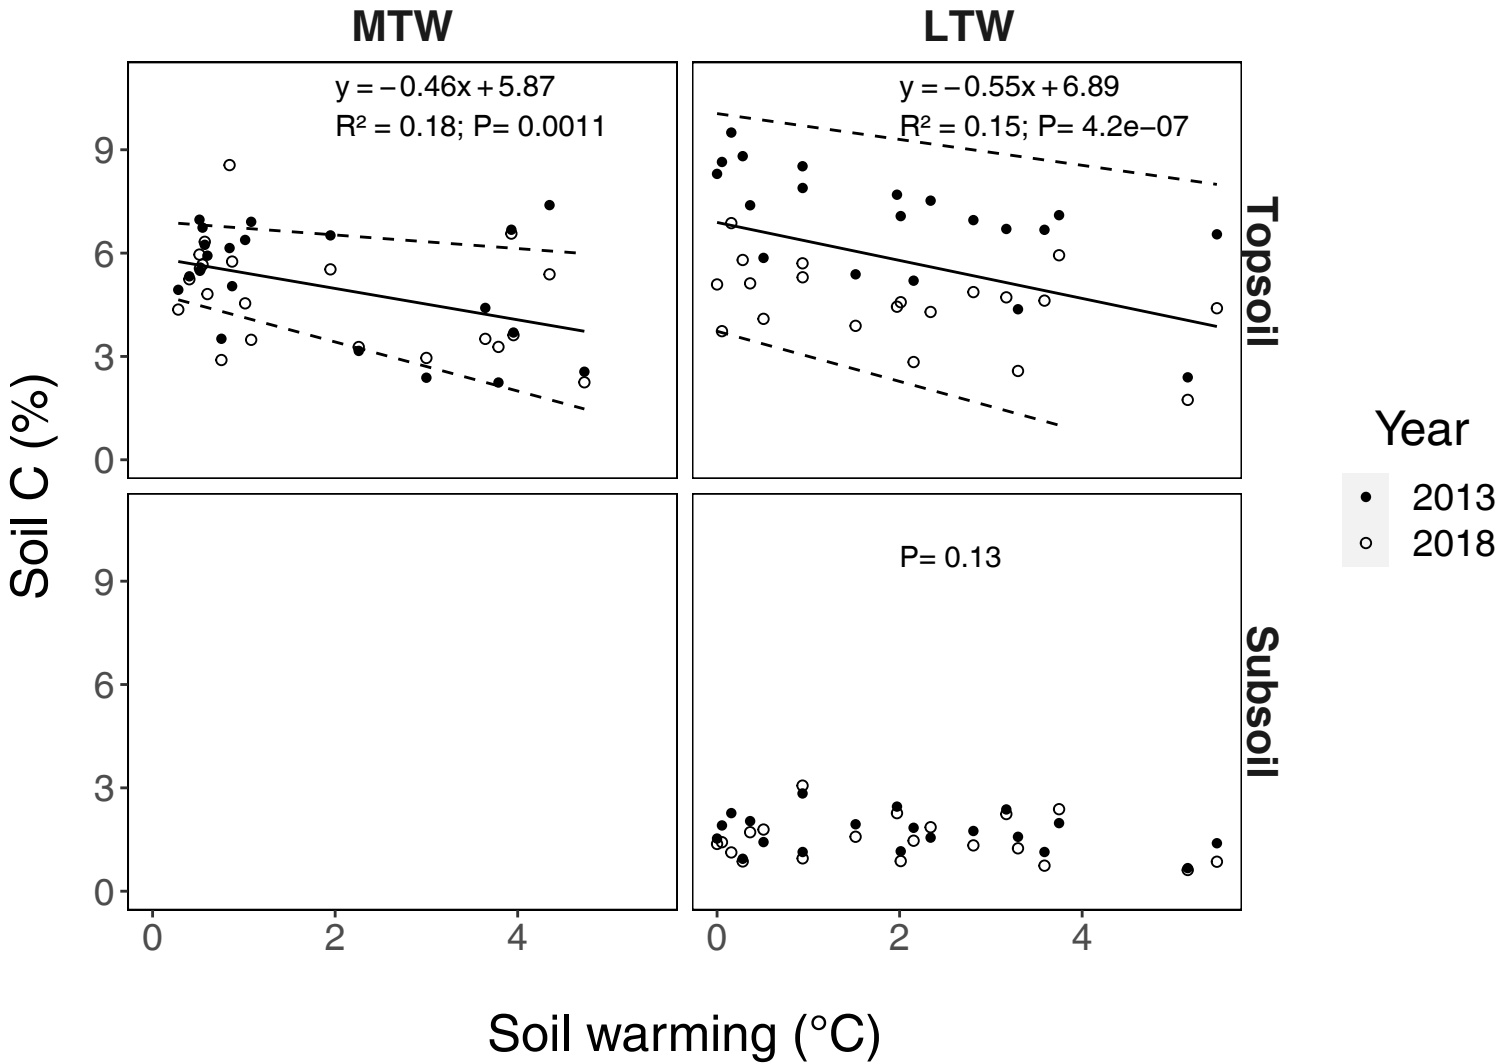 MTW
LTW
y = −0.46x + 5.87
R² = 0.18; P= 0.0011
y = −0.55x + 6.89
R² = 0.15; P= 4.2e−07
9
6
3
0
Topsoil
Soil C (%)
Year
2013
2018
P= 0.13
9
6
3
0
Subsoil
0
2
4
0
2
4
Soil warming (°C)